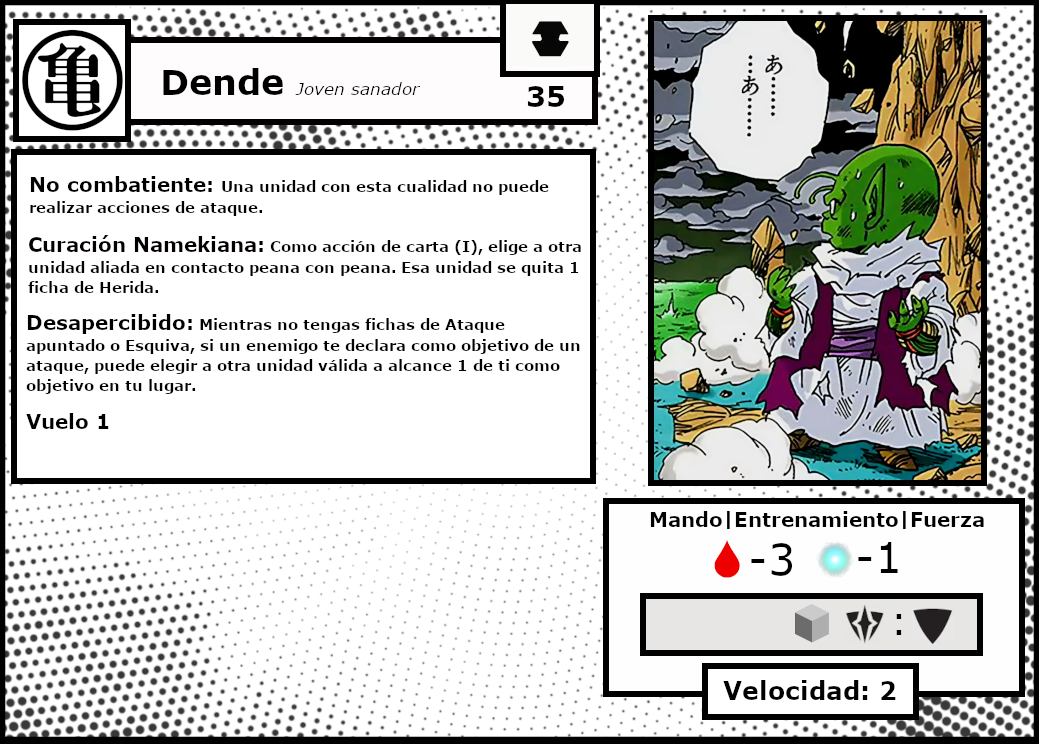 亀
Dende Joven sanador
35
No combatiente: Una unidad con esta cualidad no puede
realizar acciones de ataque.
Curación Namekiana: Como acción de carta (I), elige a otra
unidad aliada en contacto peana con peana. Esa unidad se quita 1
ficha de Herida.
Desapercibido: Mientras no tengas fichas de Ataque
apuntado o Esquiva, si un enemigo te declara como objetivo de un
ataque, puede elegir a otra unidad válida a alcance 1 de ti como
objetivo en tu lugar.
Vuelo 1
あ……
…あ……
Mando|Entrenamiento|Fuerza
-3 -1
:
Velocidad: 2